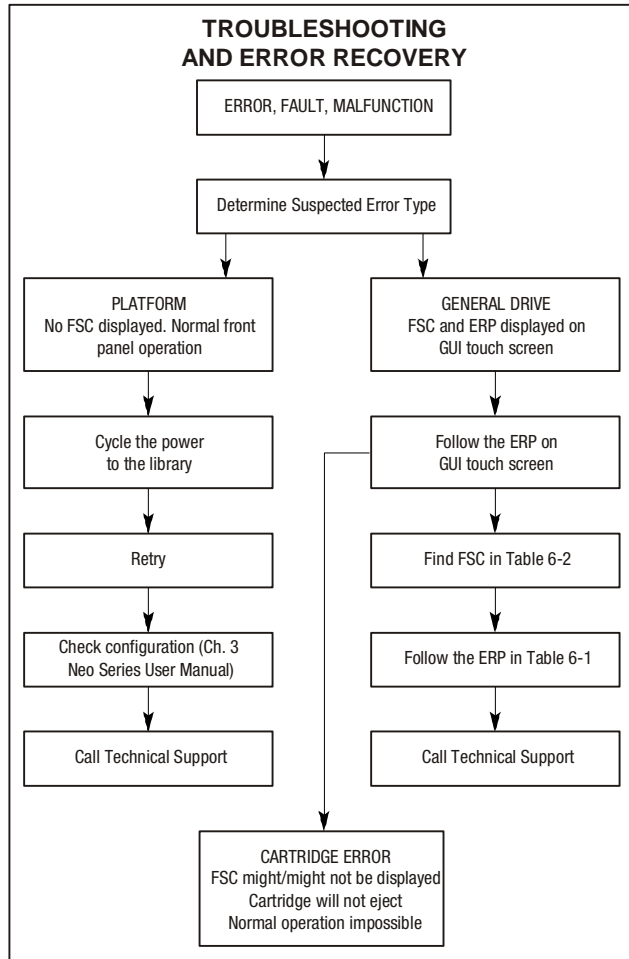 TROUBLESHOOTING
AND ERROR RECOVERY
ERROR, FAULT, MALFUNCTION
Determine Suspected Error Type
PLATFORM
No FSC displayed. Normal front
panel operation
Cycle the power
to the library
Retry
Check configuration (Ch. 3
Neo Series User Manual)
Call Technical Support
GENERAL DRIVE
FSC and ERP displayed on
GUI touch screen
Follow the ERP on
GUI touch screen
Find FSC in Table 6-2
Follow the ERP in Table 6-1
Call Technical Support
CARTRIDGE ERROR
FSC might/might not be displayed
Cartridge will not eject
Normal operation impossible